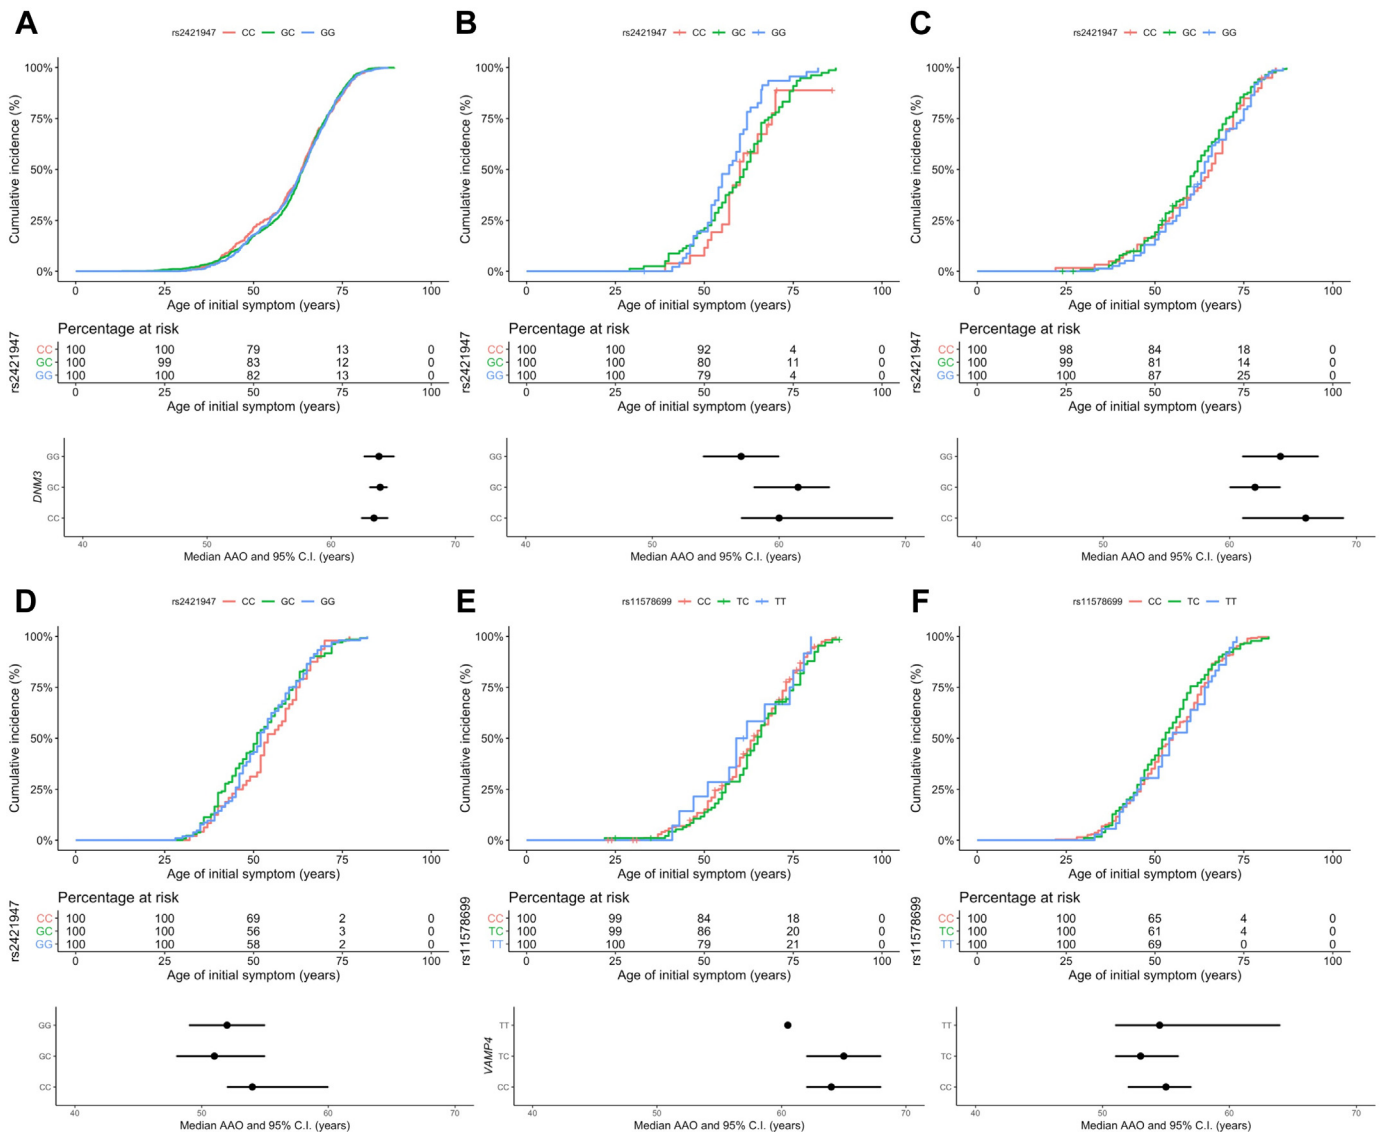 A
rs2421947 CC GC GG
100%
75%
50%
25%
0%
Cumulative incidence (%)
0 25 50 75 100
Age of initial symptom (years)
Percentage at risk
rs2421947
CC 100 100 79 13 0
GC 100 99 83 12 0
GG 100 100 82 13 0
0 25 50 75 100
Age of initial symptom (years)
DNM3
GG
GC
CC
40 50 60 70
Median AAO and 95% C.I. (years)
B
rs2421947 CC GC GG
100%
75%
50%
25%
0%
Cumulative incidence (%)
0 25 50 75 100
Age of initial symptom (years)
Percentage at risk
rs2421947
CC 100 100 92 4 0
GC 100 100 80 11 0
GG 100 100 79 4 0
0 25 50 75 100
Age of initial symptom (years)
GG
GC
CC
40 50 60 70
Median AAO and 95% C.I. (years)
C
rs2421947 CC GC GG
100%
75%
50%
25%
0%
Cumulative incidence (%)
0 25 50 75 100
Age of initial symptom (years)
Percentage at risk
rs2421947
CC 100 98 84 18 0
GC 100 99 81 14 0
GG 100 100 87 25 0
0 25 50 75 100
Age of initial symptom (years)
GG
GC
CC
40 50 60 70
Median AAO and 95% C.I. (years)
D
rs2421947 CC GC GG
100%
75%
50%
25%
0%
Cumulative incidence (%)
0 25 50 75 100
Age of initial symptom (years)
Percentage at risk
rs2421947
CC 100 100 69 2 0
GC 100 100 56 3 0
GG 100 100 58 2 0
0 25 50 75 100
Age of initial symptom (years)
GG
GC
CC
40 50 60 70
Median AAO and 95% C.I. (years)
E
rs11578699 CC TC TT
100%
75%
50%
25%
0%
Cumulative incidence (%)
0 25 50 75 100
Age of initial symptom (years)
Percentage at risk
rs11578699
CC 100 99 84 18 0
TC 100 99 86 20 0
TT 100 100 79 21 0
0 25 50 75 100
Age of initial symptom (years)
VAMP4
TT
TC
CC
40 50 60 70
Median AAO and 95% C.I. (years)
F
rs11578699 CC TC TT
100%
75%
50%
25%
0%
Cumulative incidence (%)
0 25 50 75 100
Age of initial symptom (years)
Percentage at risk
rs11578699
CC 100 100 65 4 0
TC 100 100 61 4 0
TT 100 100 69 0 0
0 25 50 75 100
Age of initial symptom (years)
TT
TC
CC
40 50 60 70
Median AAO and 95% C.I. (years)